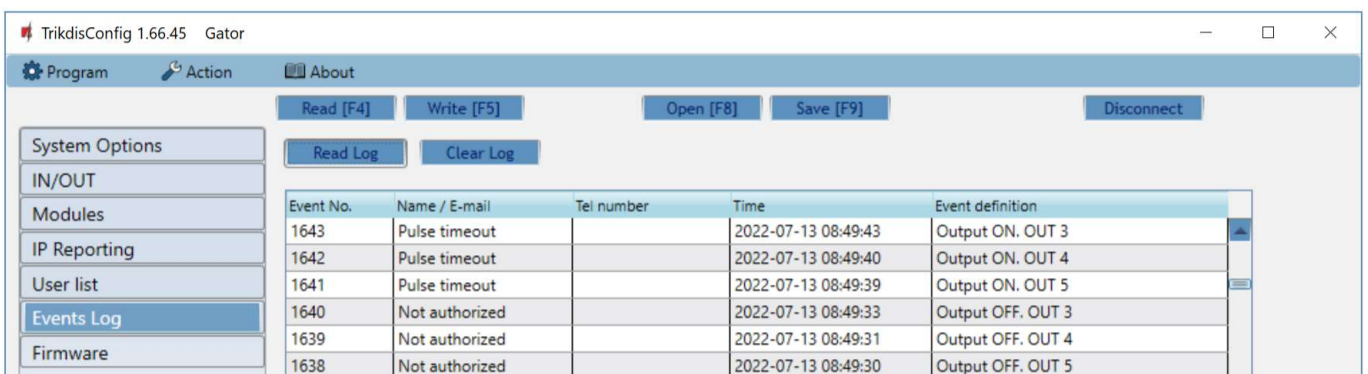 TrikdisConfig 1.66.45 Gator
Program Action About
Read [F4] Write [F5] Open [F8] Save [F9] Disconnect
System Options
IN/OUT
Modules
IP Reporting
User list
Events Log
Firmware
Read Log Clear Log
Event No. Name / E-mail Tel number Time Event definition
1643 Pulse timeout 2022-07-13 08:49:43 Output ON. OUT 3
1642 Pulse timeout 2022-07-13 08:49:40 Output ON. OUT 4
1641 Pulse timeout 2022-07-13 08:49:39 Output ON. OUT 5
1640 Not authorized 2022-07-13 08:49:33 Output OFF. OUT 3
1639 Not authorized 2022-07-13 08:49:31 Output OFF. OUT 4
1638 Not authorized 2022-07-13 08:49:30 Output OFF. OUT 5